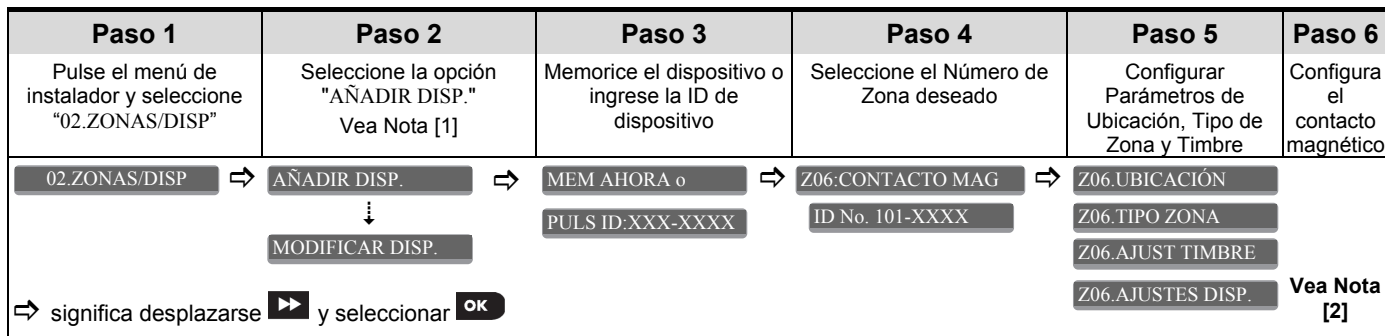 Paso 1
Paso 2
Paso 3
Paso 4
Paso 5
Paso 6
Pulse el menú de
instalador y seleccione
“02.ZONAS/DISP”
Seleccione la opción
"AÑADIR DISP."
Vea Nota [1]
Memorice el dispositivo o
ingrese la ID de
dispositivo
Seleccione el Número de
Zona deseado
Configurar
Parámetros de
Ubicación, Tipo de
Zona y Timbre
Configura
el
contacto
magnético
02.ZONAS/DISP
AÑADIR DISP.
MODIFICAR DISP.
MEM AHORA o
PULS ID:XXX-XXXX
Z06:CONTACTO MAG
ID No. 101-XXXX
Z06.UBICACIÓN
Z06.TIPO ZONA
Z06.AJUST TIMBRE
Z06.AJUSTES DISP.
Vea Nota
[2]
⇨ significa desplazarse y seleccionar OK